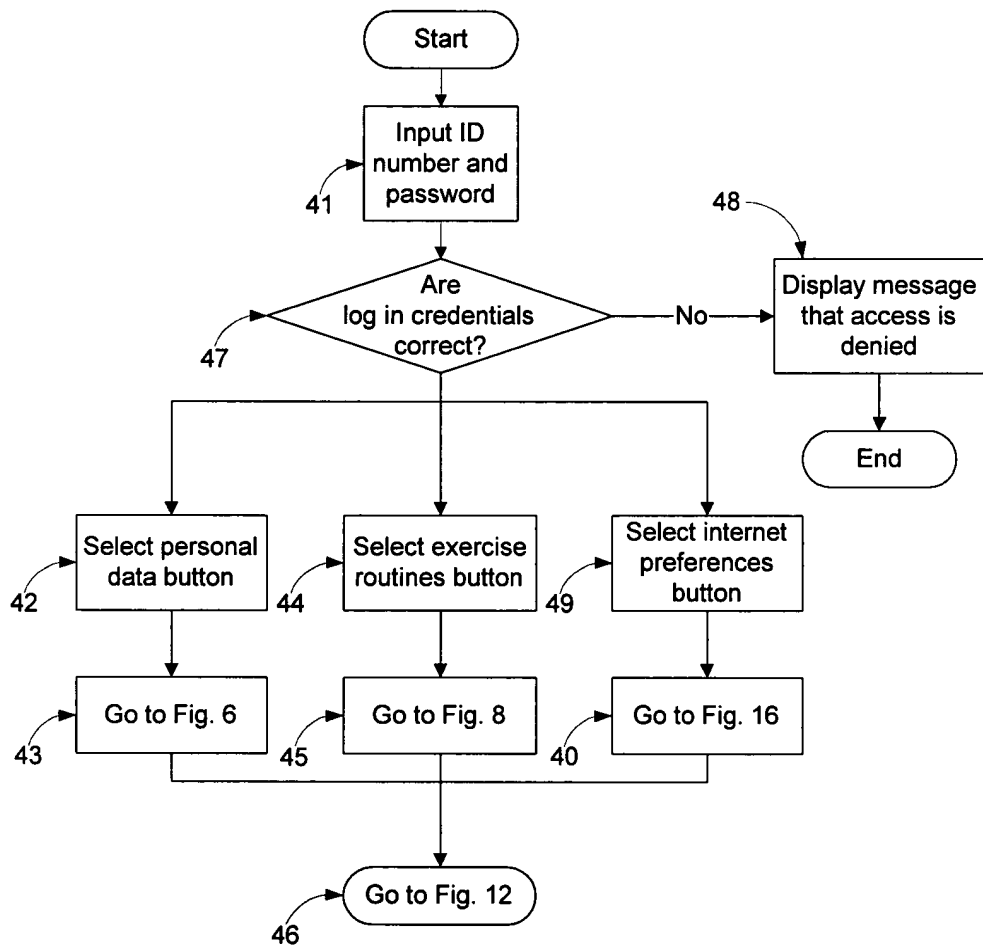 Start
Input ID
number and
password
41
48
Are
log in credentials
correct?
47
No
Display message
that access is
denied
End
Select personal
data button
42
Select exercise
routines button
44
Select internet
preferences
button
49
Go to Fig. 6
43
Go to Fig. 8
45
Go to Fig. 16
40
Go to Fig. 12
46